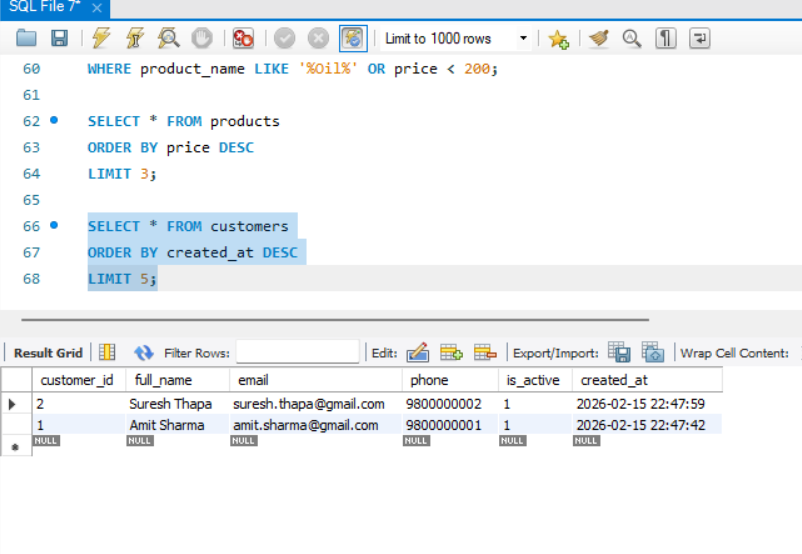 SQL File 7*
Limit to 1000 rows
60 WHERE product_name LIKE '%Oil%' OR price < 200;
61
62 SELECT * FROM products
63 ORDER BY price DESC
64 LIMIT 3;
65
66 SELECT * FROM customers
67 ORDER BY created_at DESC
68 LIMIT 5;
Result Grid Filter Rows: Edit: Export/Import: Wrap Cell Content:
customer_id full_name email phone is_active created_at
2 Suresh Thapa suresh.thapa@gmail.com 9800000002 1 2026-02-15 22:47:59
1 Amit Sharma amit.sharma@gmail.com 9800000001 1 2026-02-15 22:47:42
NULL NULL NULL NULL NULL NULL